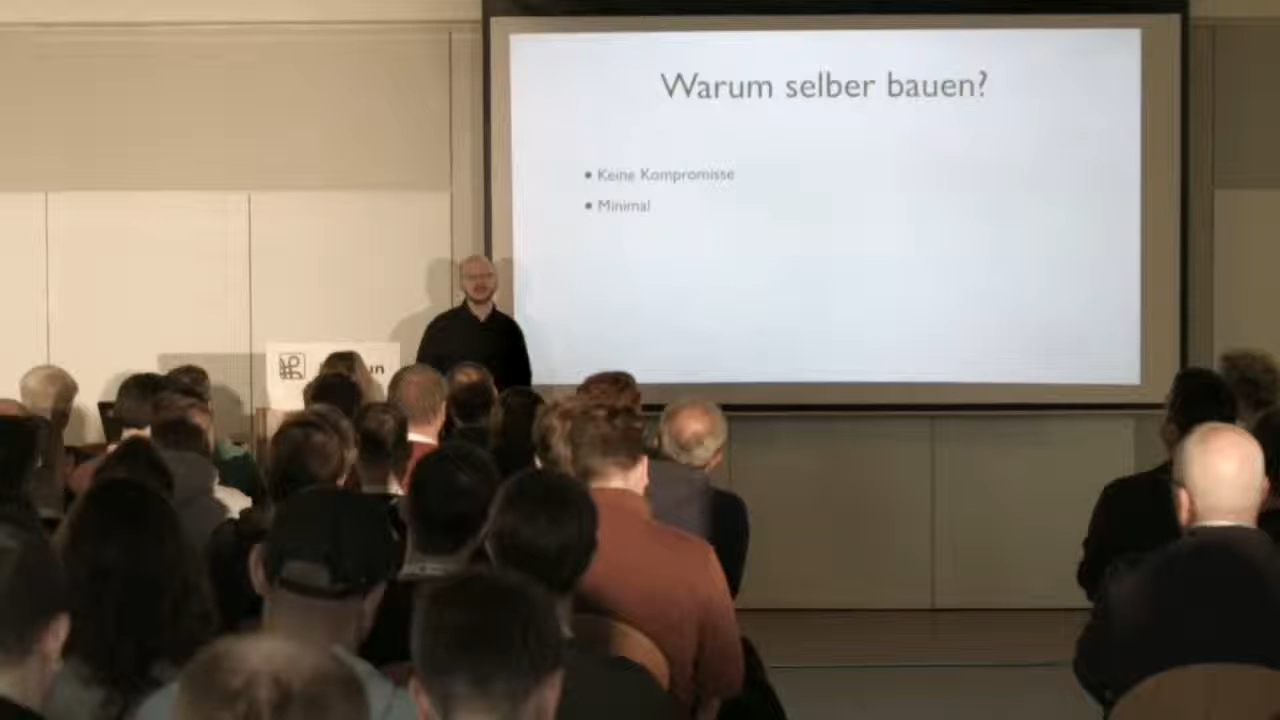 Warum selber bauen?
• Keine Kompromisse
• Minimal